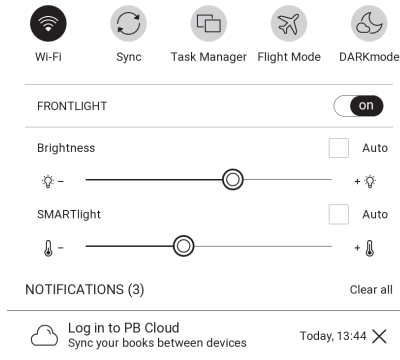 Wi-Fi Sync Task Manager Flight Mode DARKmode
FRONTLIGHT on
Brightness Auto
SMARTlight Auto
NOTIFICATIONS (3) Clear all
Log in to PB Cloud
Sync your books between devices
Today, 13:44